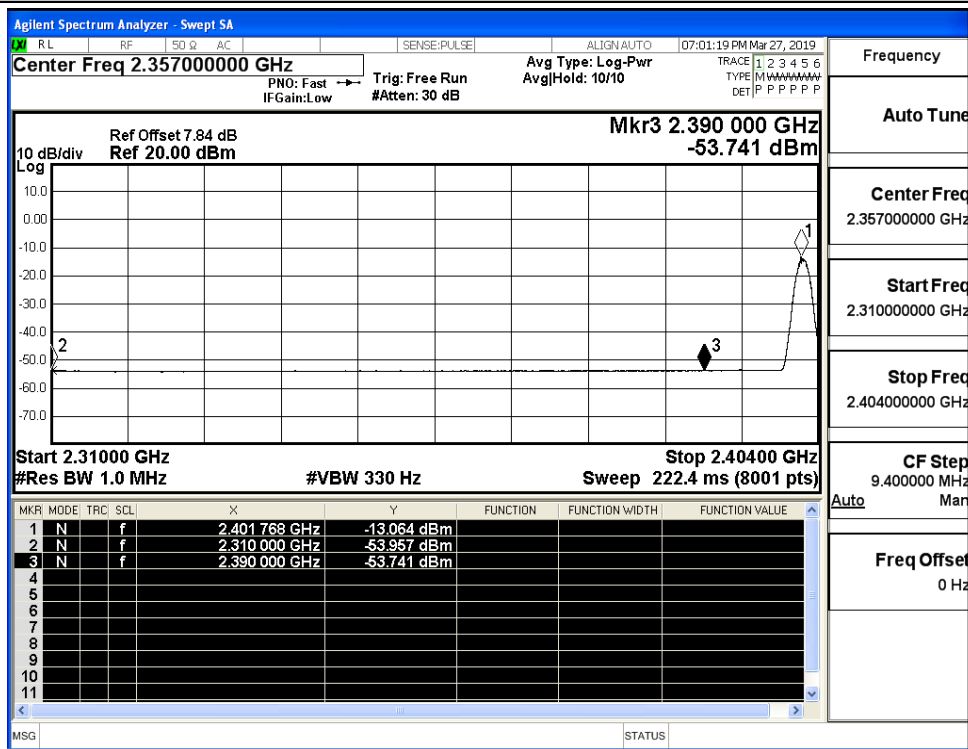 Agilent Spectrum Analyzer - Swept SA
LXI RL RF 50 Ω AC SENSE:PULSE ALIGN AUTO 07:01:19 PM Mar 27, 2019
Center Freq 2.357000000 GHz
PNO: Fast
IFGain:Low
Trig: Free Run
#Atten: 30 dB
Avg Type: Log-Pwr
Avg|Hold: 10/10
TRACE 1 2 3 4 5 6
TYPE M W W W W W
DET P P P P P P
Ref Offset 7.84 dB
10 dB/div Ref 20.00 dBm
Log
Mkr3 2.390 000 GHz
-53.741 dBm
10.0
0.00
-10.0
-20.0
-30.0
-40.0
-50.0
-60.0
-70.0
1
2
3
Start 2.31000 GHz Stop 2.40400 GHz
#Res BW 1.0 MHz #VBW 330 Hz Sweep 222.4 ms (8001 pts)
MKR MODE TRC SCL X Y FUNCTION FUNCTION WIDTH FUNCTION VALUE
1 N f 2.401 768 GHz -13.064 dBm
2 N f 2.310 000 GHz -53.957 dBm
3 N f 2.390 000 GHz -53.741 dBm
4
5
6
7
8
9
10
11
MSG STATUS
Frequency
Auto Tune
Center Freq
2.357000000 GHz
Start Freq
2.310000000 GHz
Stop Freq
2.404000000 GHz
CF Step
9.400000 MHz
Auto Man
Freq Offset
0 Hz